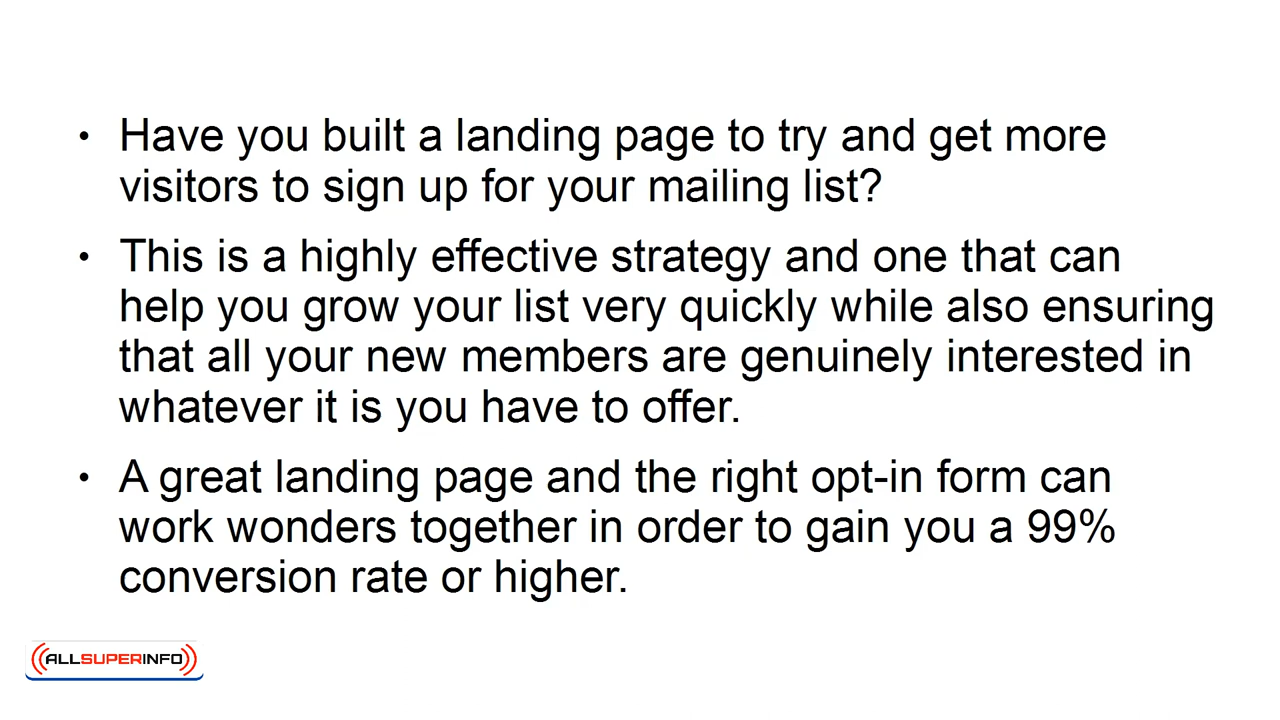 • Have you built a landing page to try and get more
visitors to sign up for your mailing list?
• This is a highly effective strategy and one that can
help you grow your list very quickly while also ensuring
that all your new members are genuinely interested in
whatever it is you have to offer.
• A great landing page and the right opt-in form can
work wonders together in order to gain you a 99%
conversion rate or higher.
ALLSUPERINFO